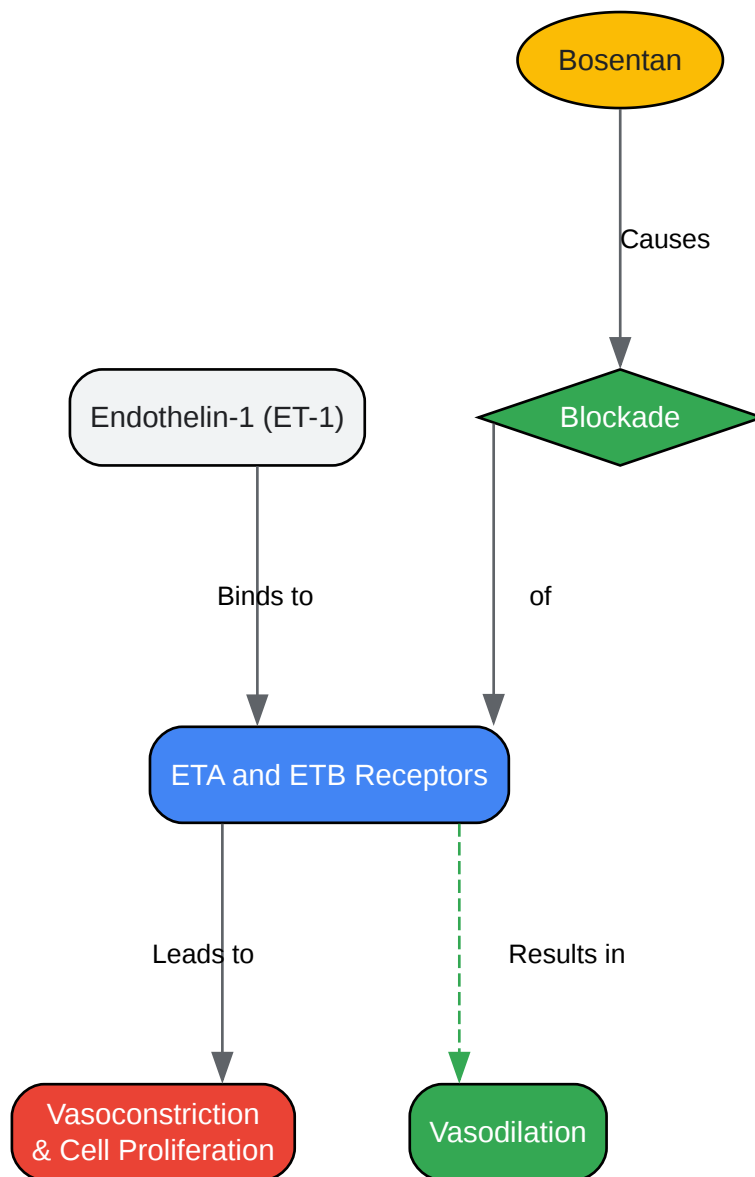 Bosentan
Causes
Endothelin-1 (ET-1)
Blockade
Binds to
of
ETA and ETB Receptors
Leads to
Results in
Vasoconstriction
& Cell Proliferation
Vasodilation